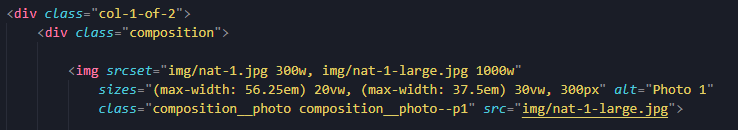 <div class="col-1-of-2">
<div class="composition">
<img srcset="img/nat-1.jpg 300w, img/nat-1-large.jpg 1000w"
sizes="(max-width: 56.25em) 20vw, (max-width: 37.5em) 30vw, 300px" alt="Photo 1"
class="composition__photo composition__photo--p1" src="img/nat-1-large.jpg">